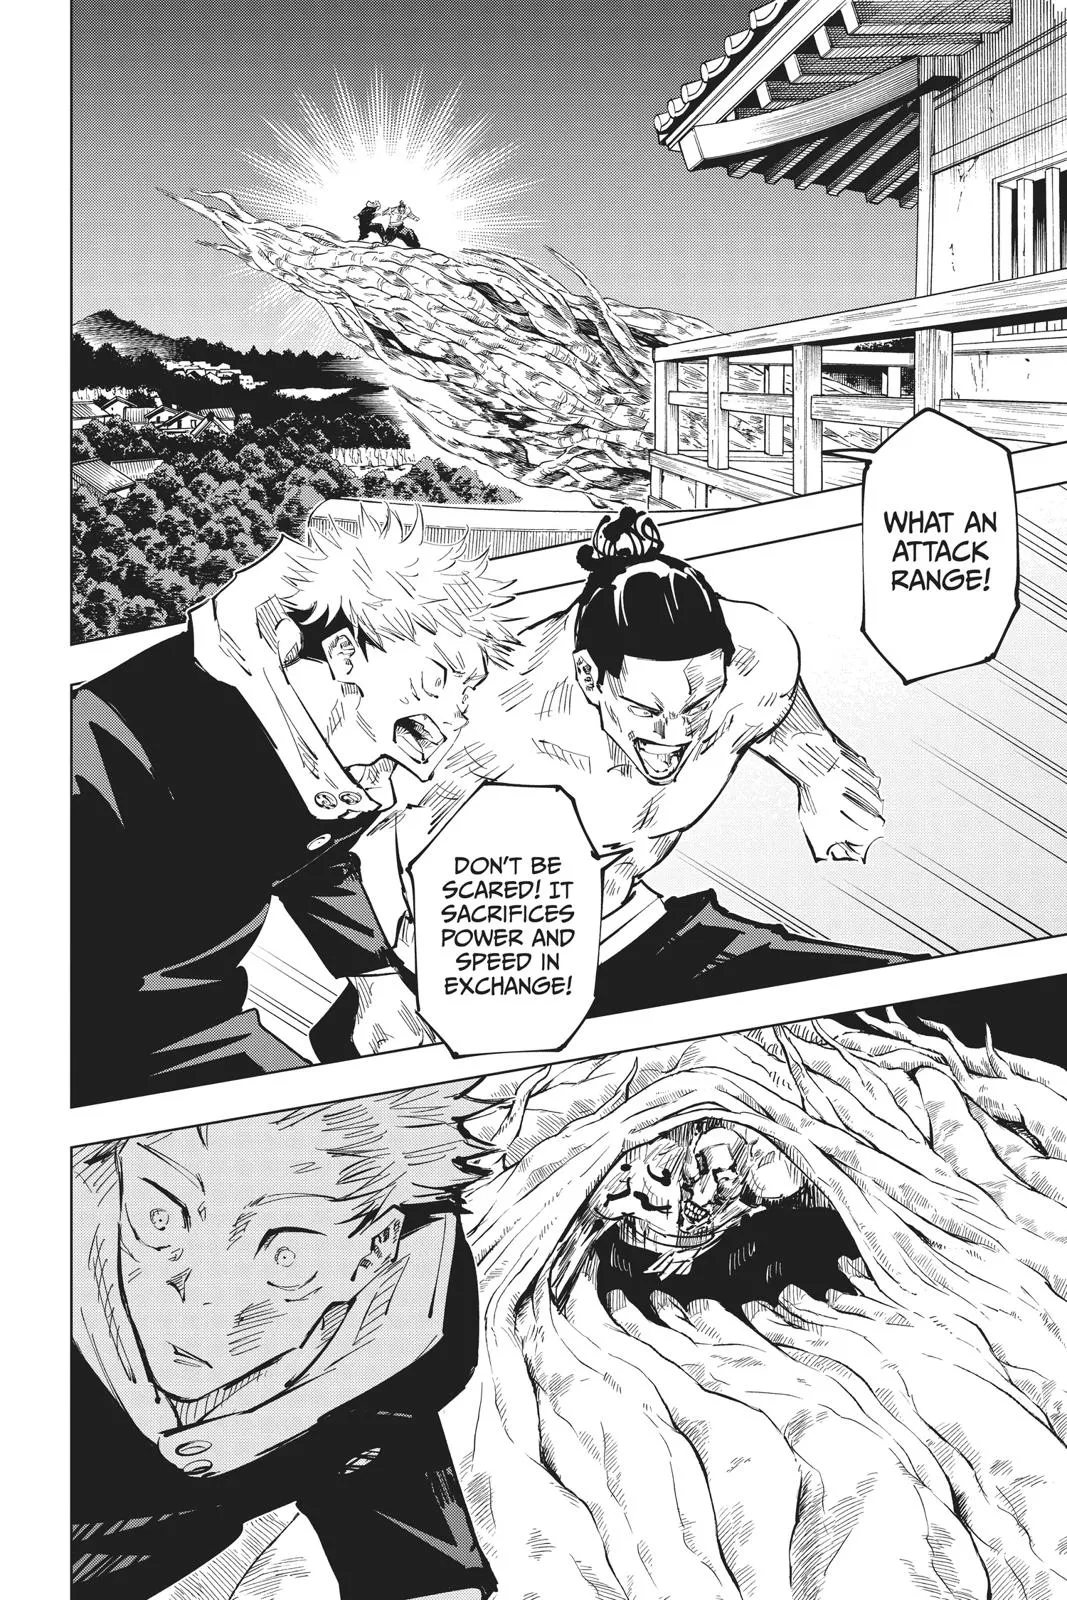 WHAT AN
ATTACK
RANGE!
DON'T BE
SCARED! IT
SACRIFICES
POWER AND
SPEED IN
EXCHANGE!